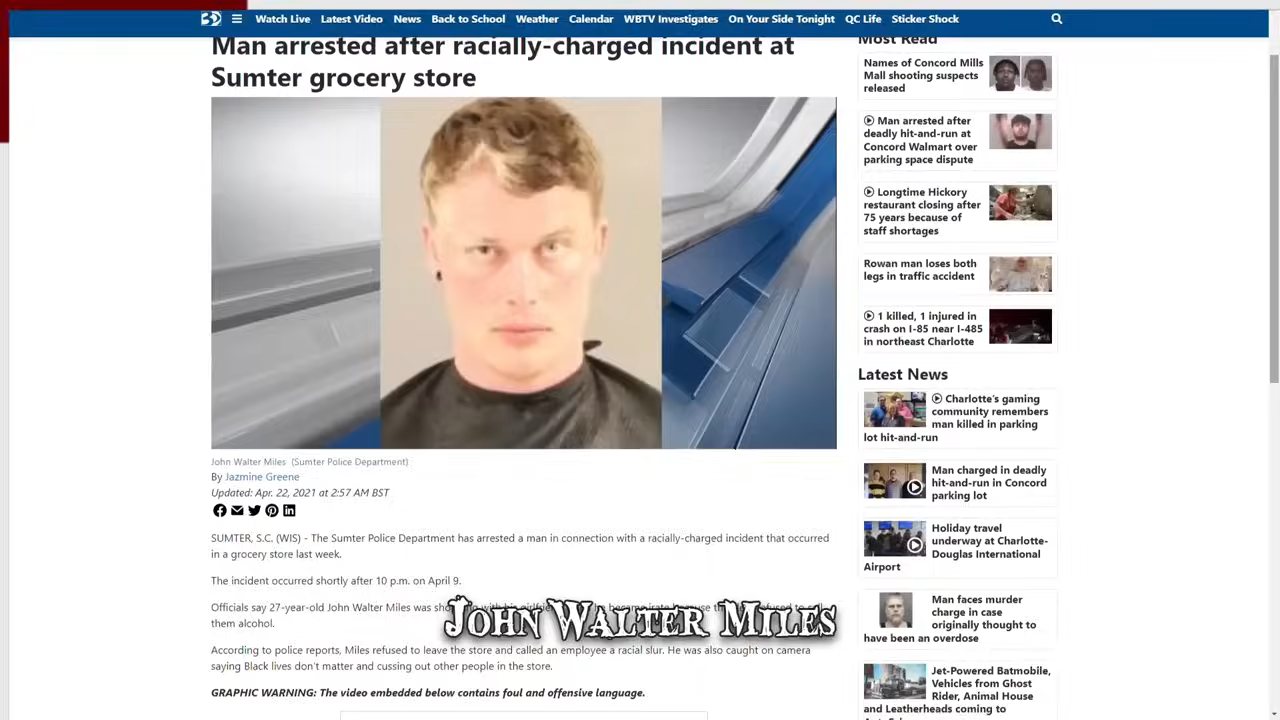 Watch Live Latest Video News Back to School Weather Calendar WBTV Investigates On Your Side Tonight QC Life Sticker Shock
Man arrested after racially-charged incident at
Sumter grocery store
John Walter Miles (Sumter Police Department)
By Jazmine Greene
Updated: Apr. 22, 2021 at 2:57 AM BST
SUMTER, S.C. (WIS) - The Sumter Police Department has arrested a man in connection with a racially-charged incident that occurred
in a grocery store last week.
The incident occurred shortly after 10 p.m. on April 9.
Officials say 27-year-old John Walter Miles was
them alcohol.
John Walter Miles
According to police reports, Miles refused to leave the store and called an employee a racial slur. He was also caught on camera
saying Black lives don't matter and cussing out other people in the store.
GRAPHIC WARNING: The video embedded below contains foul and offensive language.
Most Read
Names of Concord Mills
Mall shooting suspects
released
Man arrested after
deadly hit-and-run at
Concord Walmart over
parking space dispute
Longtime Hickory
restaurant closing after
75 years because of
staff shortages
Rowan man loses both
legs in traffic accident
1 killed, 1 injured in
crash on I-85 near I-485
in northeast Charlotte
Latest News
Charlotte's gaming
community remembers
man killed in parking
lot hit-and-run
Man charged in deadly
hit-and-run in Concord
parking lot
Holiday travel
underway at Charlotte-
Douglas International
Airport
Man faces murder
charge in case
originally thought to
have been an overdose
Jet-Powered Batmobile,
Vehicles from Ghost
Rider, Animal House
and Leatherheads coming to